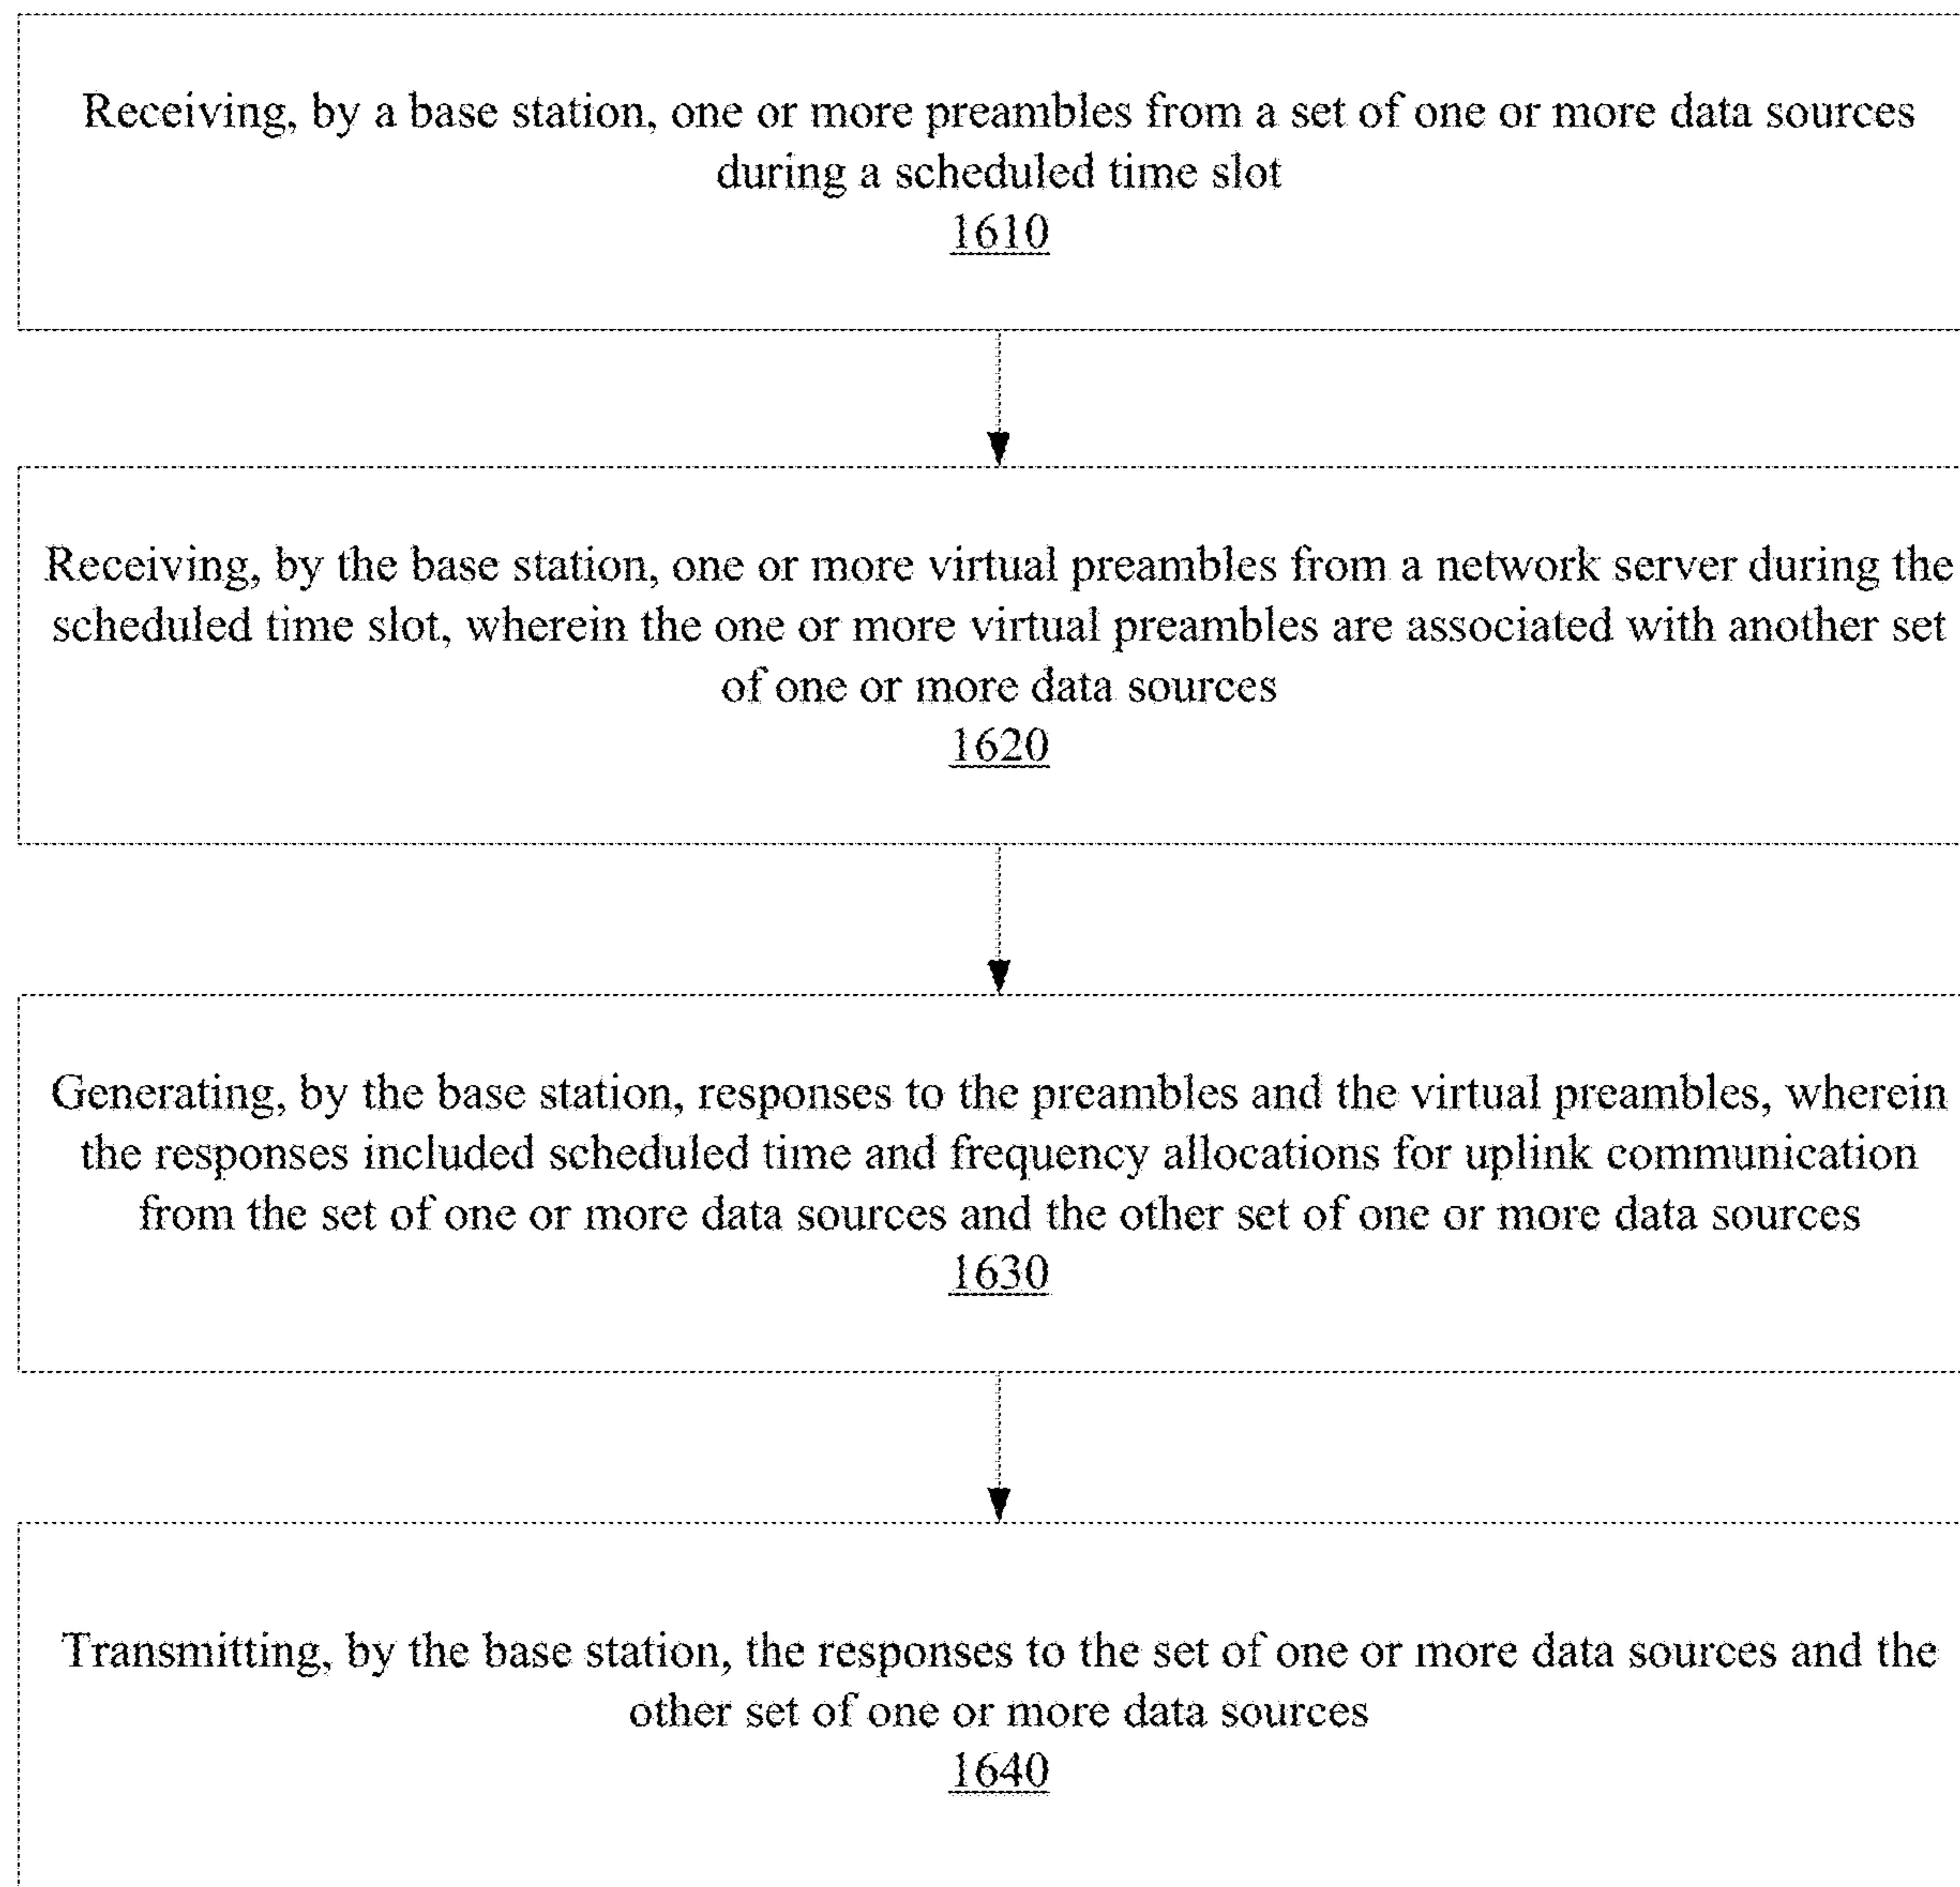 Receiving, by a base station, one or more preambles from a set of one or more data sources
during a scheduled time slot
1610
Receiving, by the base station, one or more virtual preambles from a network server during the
scheduled time slot, wherein the one or more virtual preambles are associated with another set
of one or more data sources
1620
Generating, by the base station, responses to the preambles and the virtual preambles, wherein
the responses included scheduled time and frequency allocations for uplink communication
from the set of one or more data sources and the other set of one or more data sources
1630
Transmitting, by the base station, the responses to the set of one or more data sources and the
other set of one or more data sources
1640